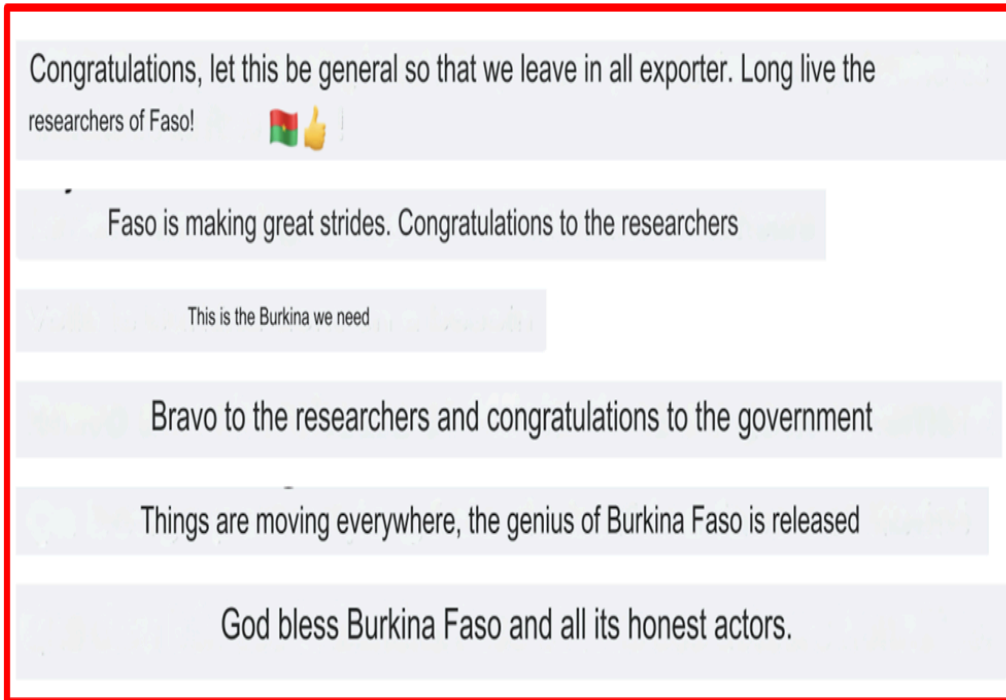 Congratulations, let this be general so that we leave in all exporter. Long live the
researchers of Faso! 🇧🇫👍
Faso is making great strides. Congratulations to the researchers
This is the Burkina we need
Bravo to the researchers and congratulations to the government
Things are moving everywhere, the genius of Burkina Faso is released
God bless Burkina Faso and all its honest actors.